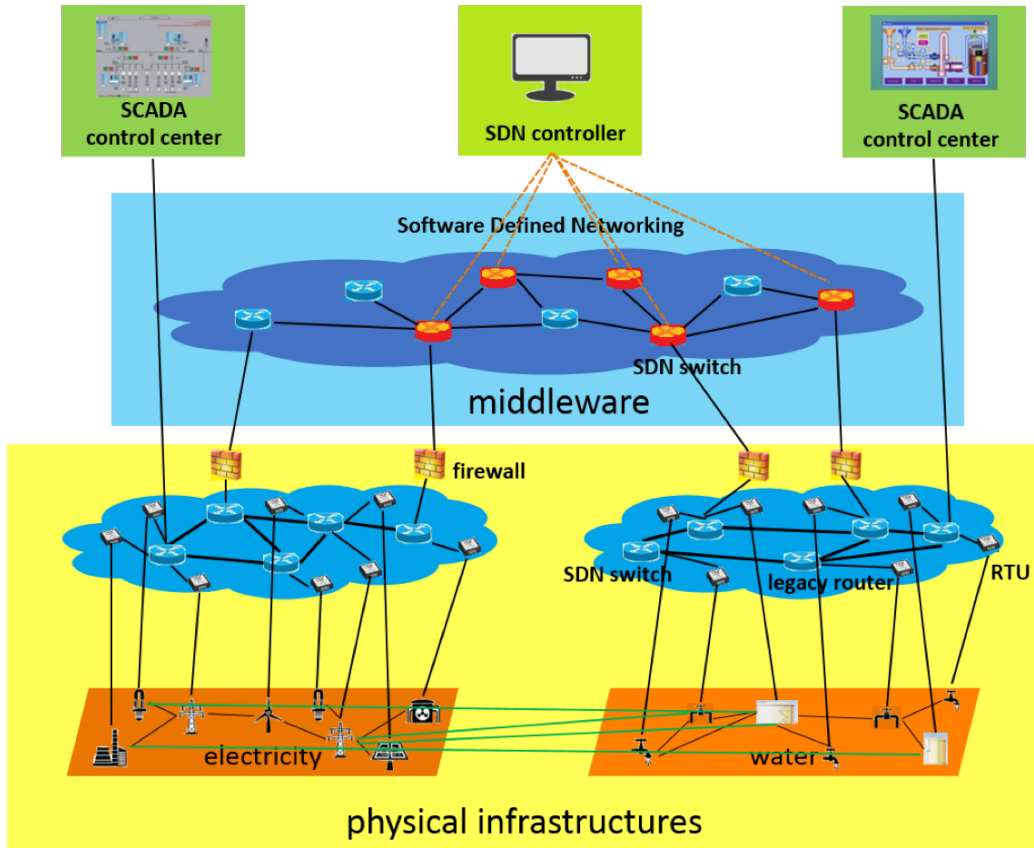 SCADA
control center
SDN controller
SCADA
control center
Software Defined Networking
SDN switch
middleware
firewall
SDN switch
legacy router
RTU
electricity
water
physical infrastructures